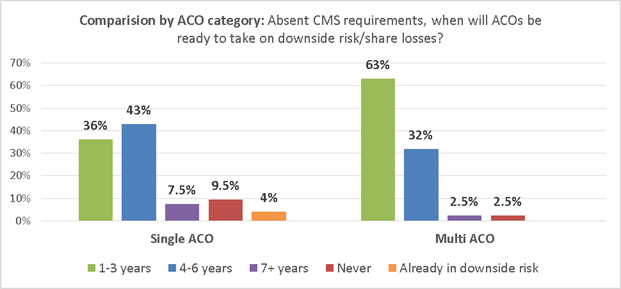 Comparision by ACO category: Absent CMS requirements, when will ACOs be
ready to take on downside risk/share losses?
70%
60%
50%
40%
30%
20%
10%
0%
36%
43%
7.5%
9.5%
4%
63%
32%
2.5%
2.5%
Single ACO
Multi ACO
1-3 years
4-6 years
7+ years
Never
Already in downside risk